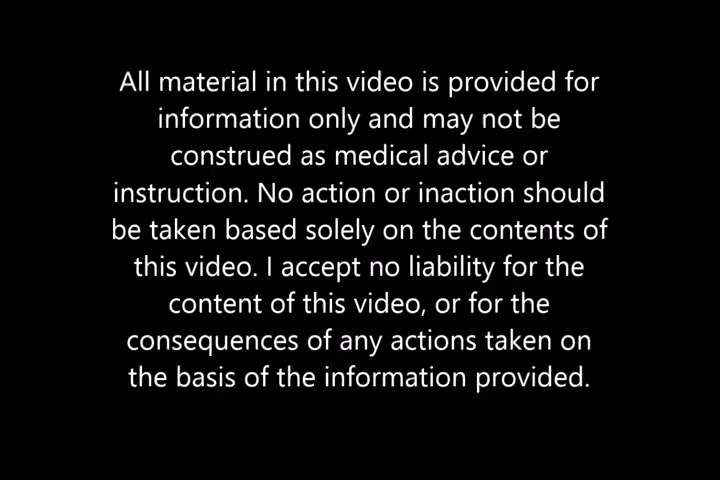 All material in this video is provided for
information only and may not be
construed as medical advice or
instruction. No action or inaction should
be taken based solely on the contents of
this video. I accept no liability for the
content of this video, or for the
consequences of any actions taken on
the basis of the information provided.